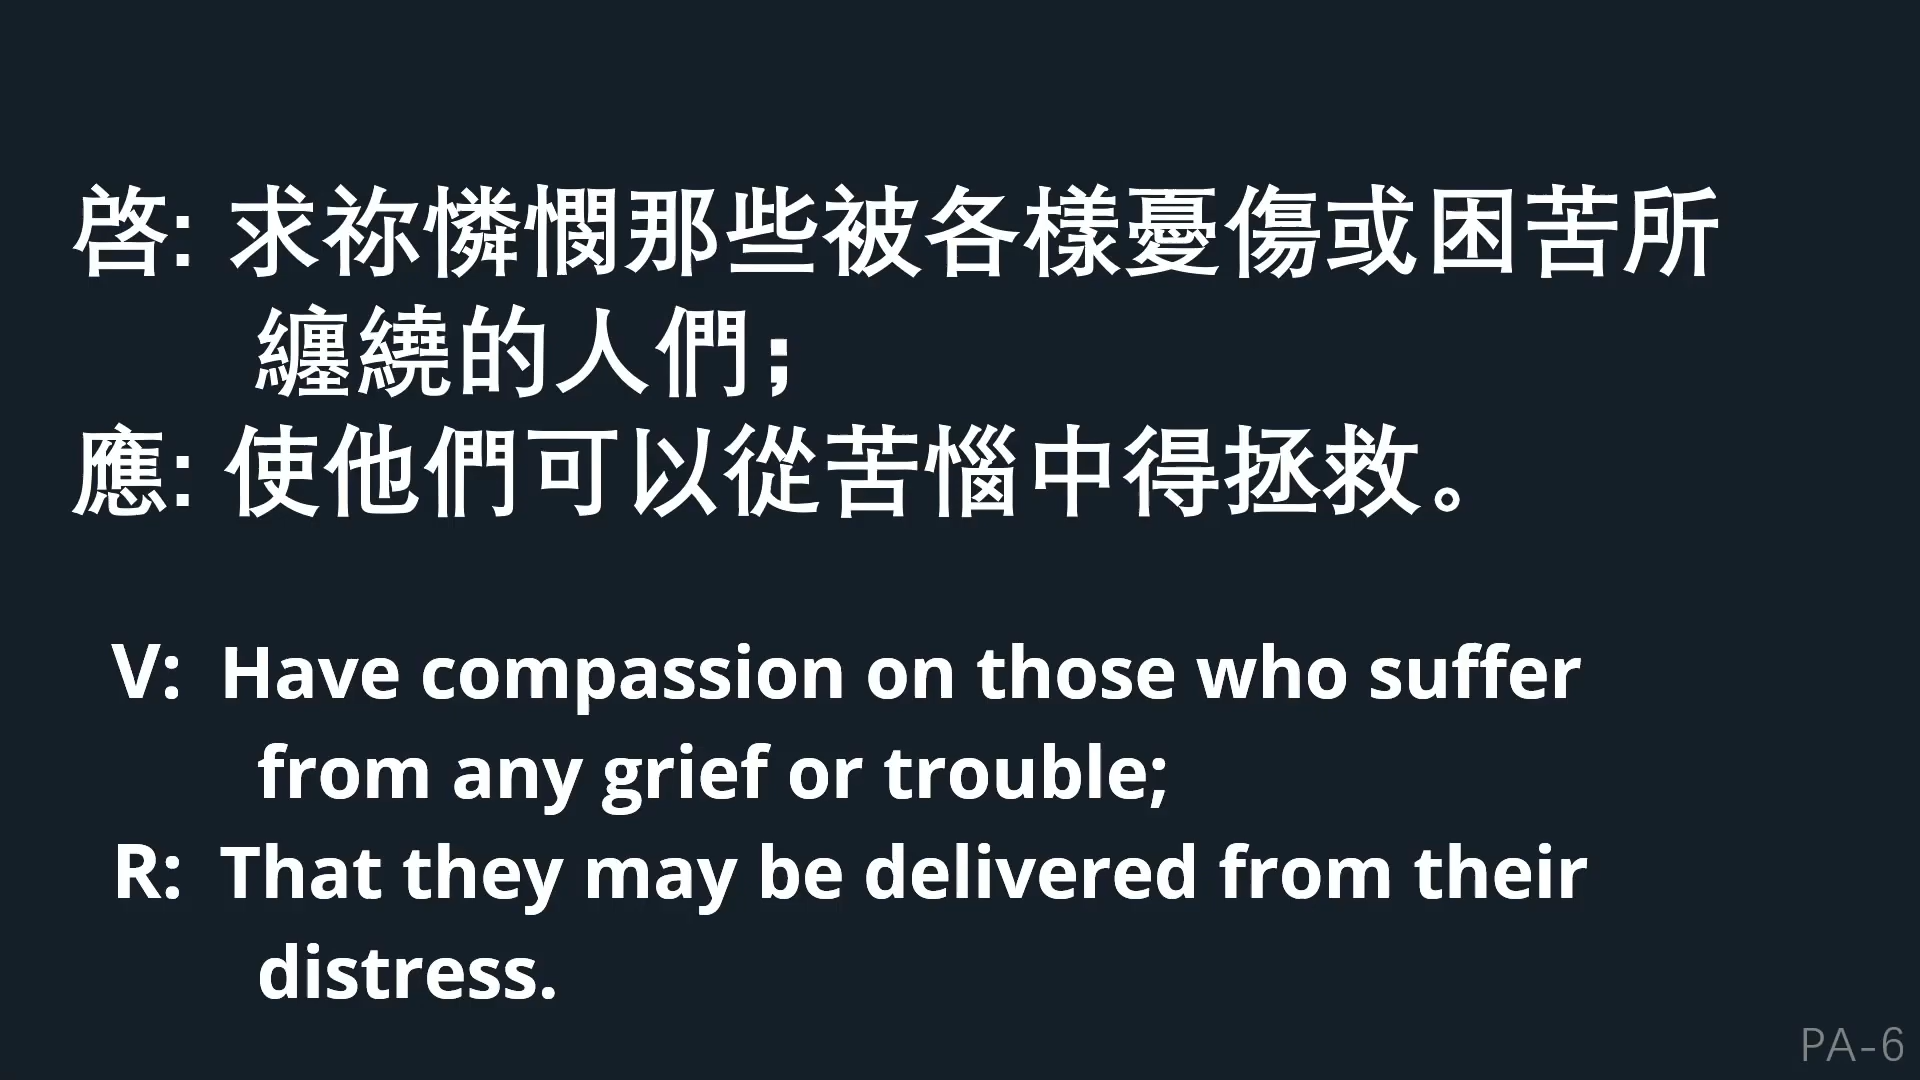 啓: 求祢憐憫那些被各樣憂傷或困苦所
纏繞的人們;
應: 使他們可以從苦惱中得拯救。
V: Have compassion on those who suffer
from any grief or trouble;
R: That they may be delivered from their
distress.
PA-6